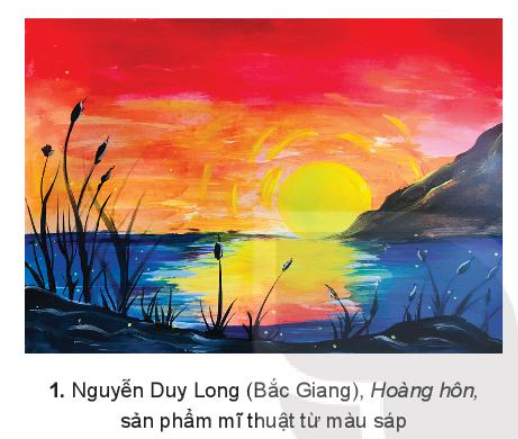 1. Nguyễn Duy Long (Bắc Giang), Hoàng hôn,
sản phẩm mĩ thuật từ màu sáp